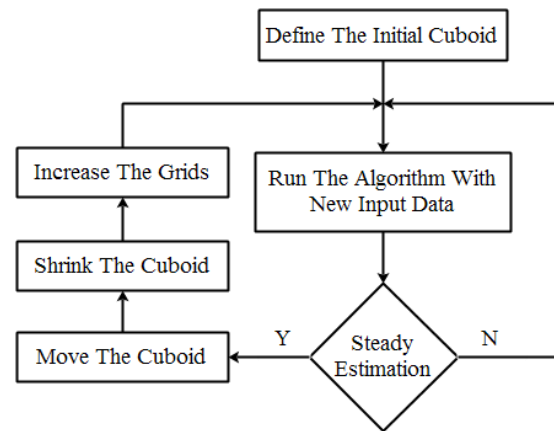 Define The Initial Cuboid
Increase The Grids
Run The Algorithm With
New Input Data
Shrink The Cuboid
Move The Cuboid
Y
Steady
Estimation
N